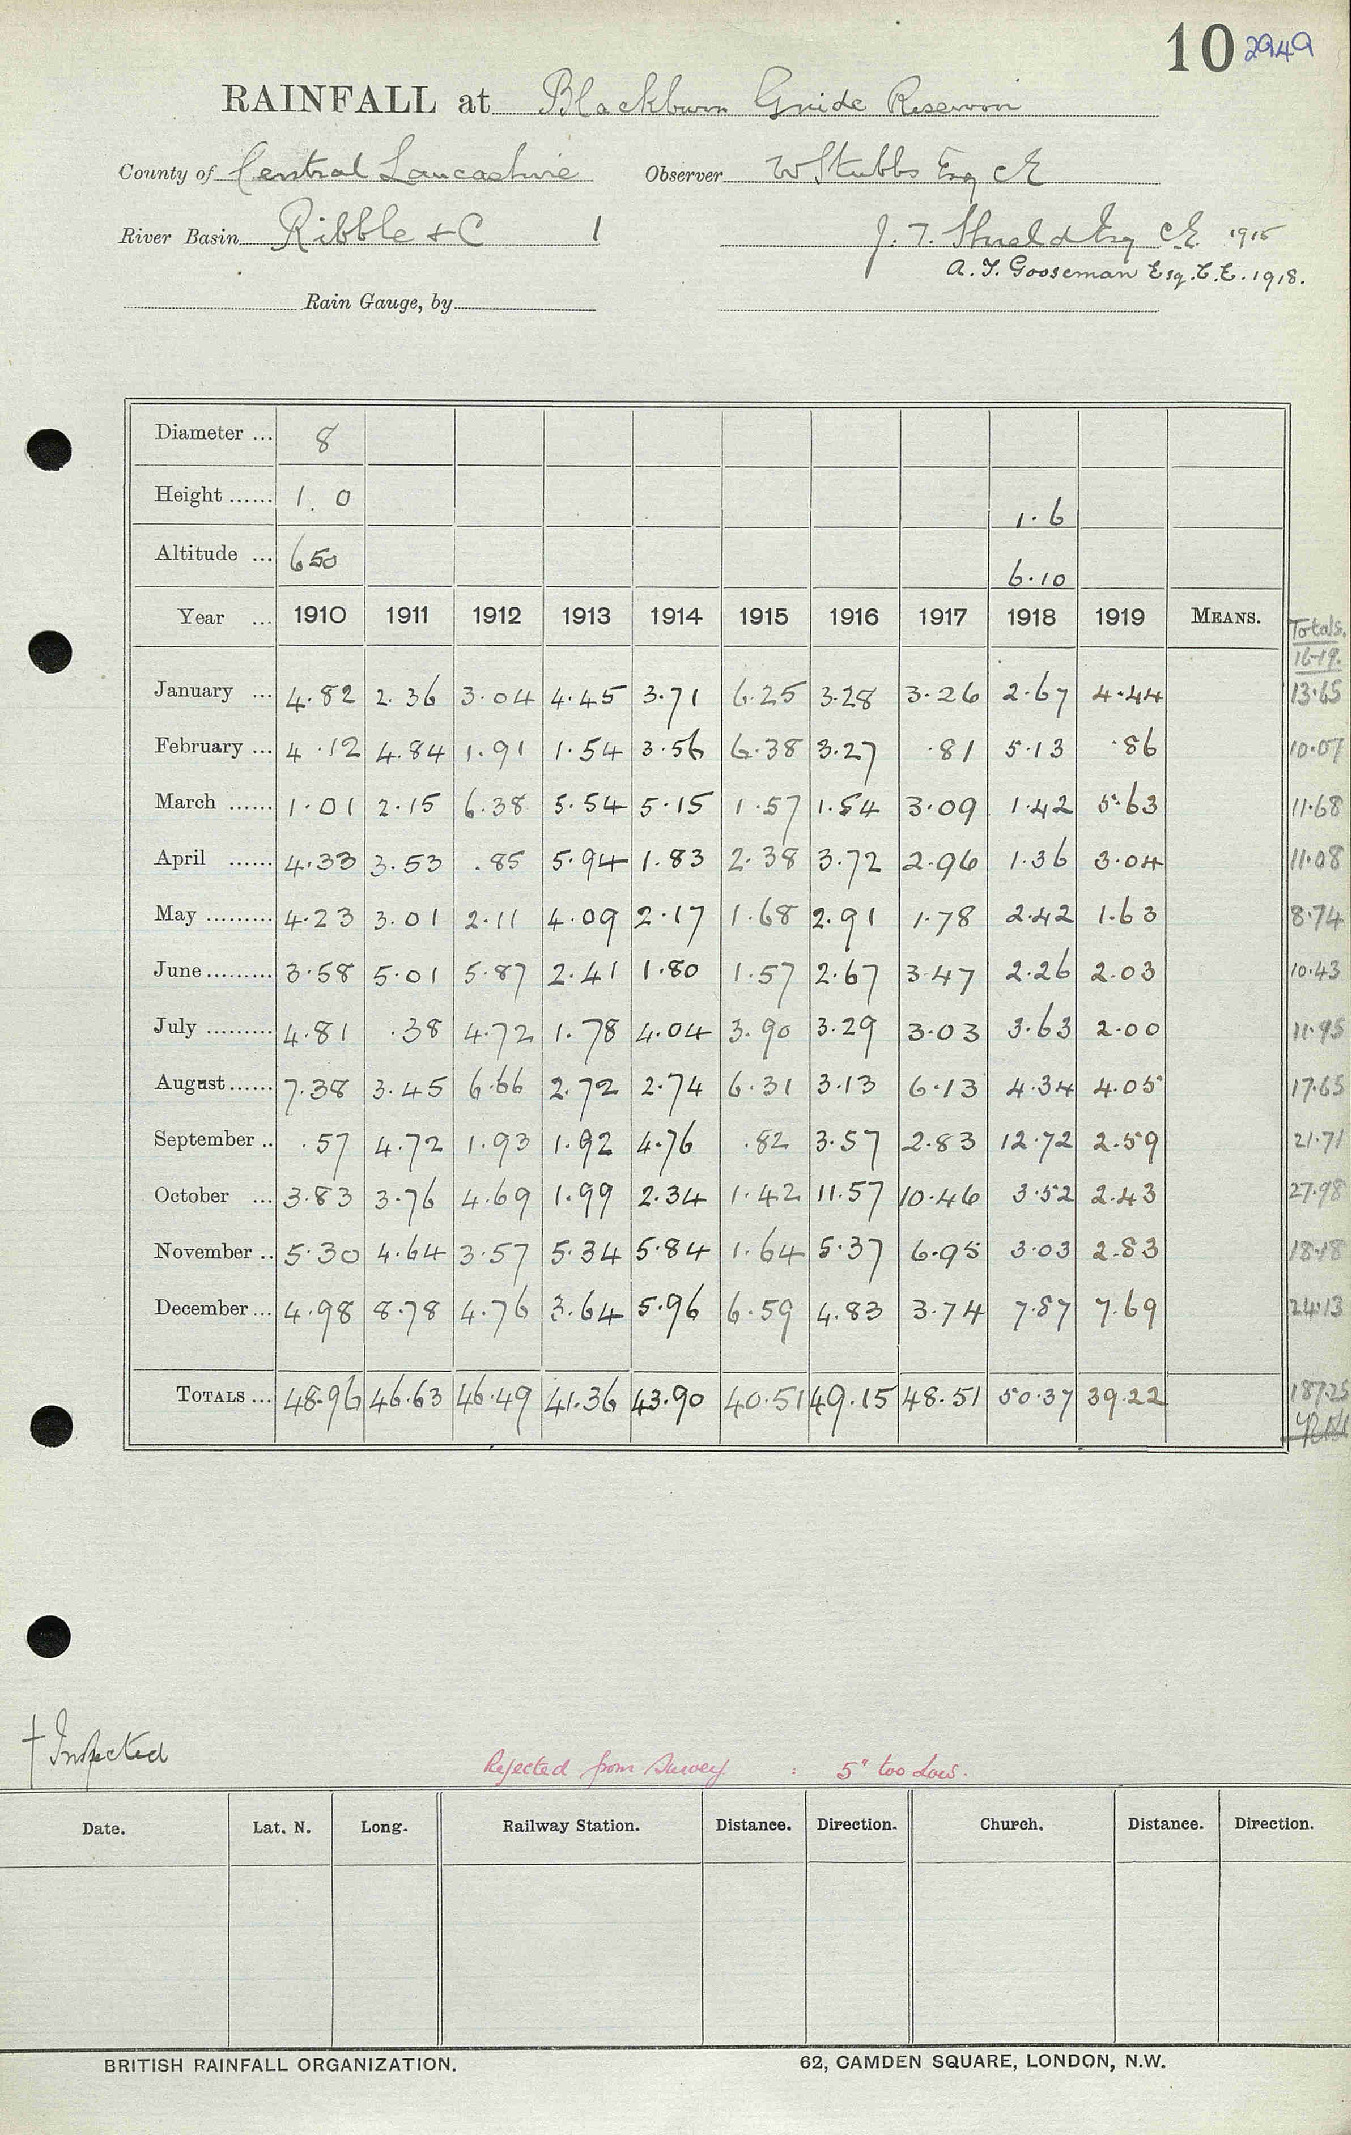 10 2949
RAINFALL at Blackburn Guide Reservoir
County of Central Lancashire Observer W Stubbs Esq CE
River Basin Ribble & C 1 J. T. Shield Esq CE. 1915
A. T. Gooseman Esq. C.E. 1918.
Rain Gauge, by
Diameter ... 8
Height ...... 1. 0 1.6
Altitude ... 650 6.10
Year ... 1910 1911 1912 1913 1914 1915 1916 1917 1918 1919 MEANS. Totals. 16-19.
January ... 4.82 2.36 3.04 4.45 3.71 6.25 3.28 3.26 2.67 4.44 13.65
February ... 4.12 4.84 1.91 1.54 3.56 6.38 3.27 .81 5.13 .86 10.07
March ...... 1.01 2.15 6.38 5.54 5.15 1.57 1.54 3.09 1.42 5.63 11.68
April ...... 4.33 3.53 .85 5.94 1.83 2.38 3.72 2.96 1.36 3.04 11.08
May ......... 4.23 3.01 2.11 4.09 2.17 1.68 2.91 1.78 2.42 1.63 8.74
June ......... 3.58 5.01 5.87 2.41 1.80 1.57 2.67 3.47 2.26 2.03 10.43
July ......... 4.81 .38 4.72 1.78 4.04 3.90 3.29 3.03 3.63 2.00 11.95
August ...... 7.38 3.45 6.66 2.72 2.74 6.31 3.13 6.13 4.34 4.05 17.65
September .. .57 4.72 1.93 1.92 4.76 .82 3.57 2.83 12.72 2.59 21.71
October ... 3.83 3.76 4.69 1.99 2.34 1.42 11.57 10.46 3.52 2.43 27.98
November .. 5.30 4.64 3.57 5.34 5.84 1.64 5.37 6.95 3.03 2.83 18.18
December ... 4.98 8.78 4.76 3.64 5.96 6.59 4.83 3.74 7.87 7.69 24.13
TOTALS ... 48.96 46.63 46.49 41.36 43.90 40.51 49.15 48.51 50.37 39.22 187.25
† Inspected
Rejected from Survey : 5" too Low.
Date. Lat. N. Long. Railway Station. Distance. Direction. Church. Distance. Direction.
BRITISH RAINFALL ORGANIZATION. 62, CAMDEN SQUARE, LONDON, N.W.